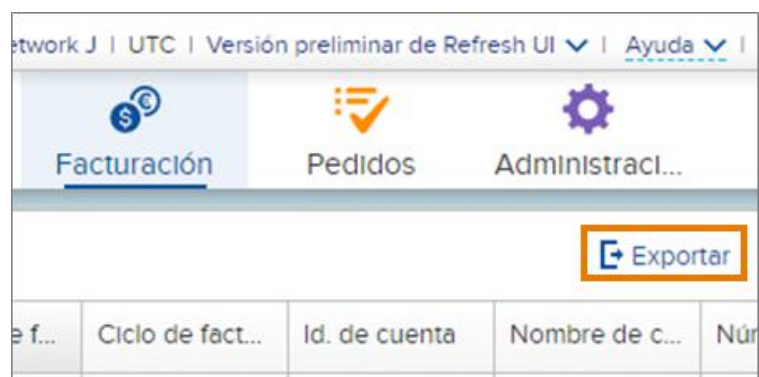 etwork J | UTC | Versión preliminar de Refresh UI | Ayuda |
Facturación Pedidos Administraci...
Exportar
e f... Ciclo de fact... Id. de cuenta Nombre de c... Núr